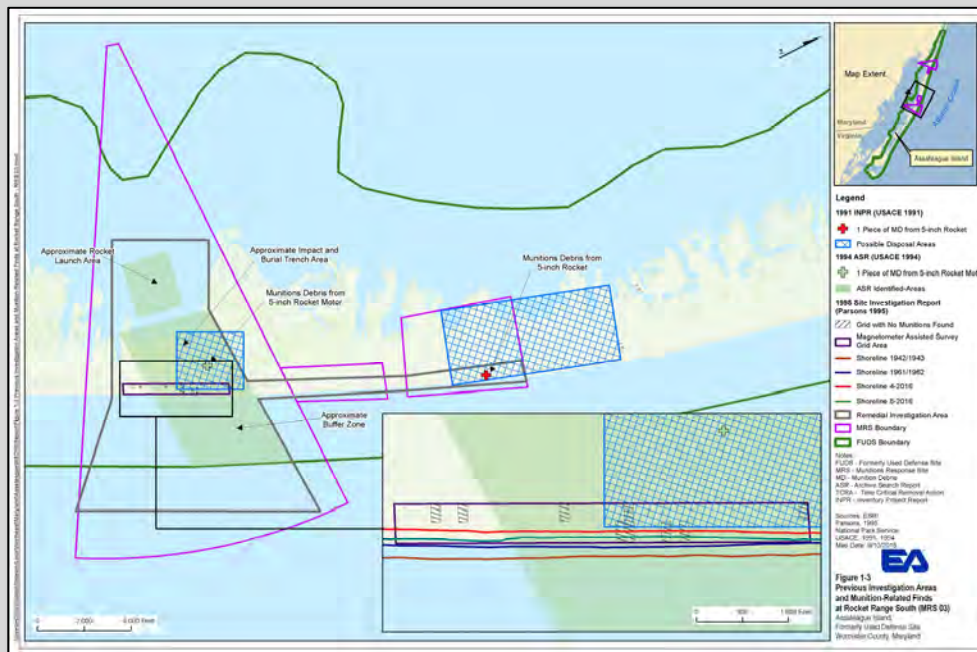 Approximate Rocket
Launch Area
Approximate Impact and
Burial Trench Area
Munitions Debris from
5-inch Rocket Motor
Munitions Debris from
5-inch Rocket
Approximate
Buffer Zone
Map Extent
Maryland
Virginia
Atlantic Ocean
Assateague Island
Legend
1991 INPR (USACE 1991)
1 Piece of MD from 5-inch Rocket
Possible Disposal Areas
1994 ASR (USACE 1994)
1 Piece of MD from 5-inch Rocket Mot
ASR Identified-Areas
Site Investigation Report
(Parsons 1995)
Grid with No Munitions Found
Magnetometer Assisted Survey
Grid Area
Shoreline 1942/1943
Shoreline 1961/1962
Shoreline 4-2016
Shoreline 8-2016
Remedial Investigation Area
MRS Boundary
FUDS Boundary
Notes:
FUDS - Formerly Used Defense Site
MRS - Munitions Response Site
MD - Munition Debris
ASR - Archive Search Report
TCRA - Time Critical Removal Action
INPR - Inventory Project Report
Sources: ESRI
Parsons, 1995
National Park Service
USACE, 1991, 1994
EA
Figure 1-3
Previous Investigation Areas
and Munition-Related Finds
at Rocket Range South (MRS 03)
Assateague Island
Formerly Used Defense Site
Worcester County, Maryland